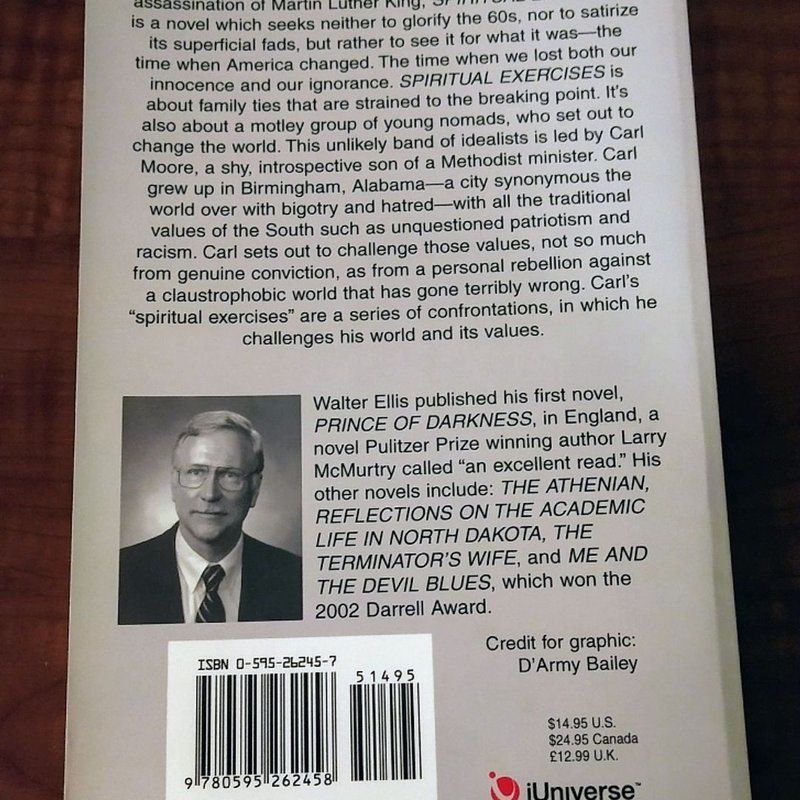 assassination of Martin Luther King,
is a novel which seeks neither to glorify the 60s, nor to satirize
its superficial fads, but rather to see it for what it was—the
time when America changed. The time when we lost both our
innocence and our ignorance. SPIRITUAL EXERCISES is
about family ties that are strained to the breaking point. It's
also about a motley group of young nomads, who set out to
change the world. This unlikely band of idealists is led by Carl
Moore, a shy, introspective son of a Methodist minister. Carl
grew up in Birmingham, Alabama—a city synonymous the
world over with bigotry and hatred—with all the traditional
values of the South such as unquestioned patriotism and
racism. Carl sets out to challenge those values, not so much
from genuine conviction, as from a personal rebellion against
a claustrophobic world that has gone terribly wrong. Carl's
"spiritual exercises" are a series of confrontations, in which he
challenges his world and its values.
Walter Ellis published his first novel,
PRINCE OF DARKNESS, in England, a
novel Pulitzer Prize winning author Larry
McMurtry called "an excellent read." His
other novels include: THE ATHENIAN,
REFLECTIONS ON THE ACADEMIC
LIFE IN NORTH DAKOTA, THE
TERMINATOR'S WIFE, and ME AND
THE DEVIL BLUES, which won the
2002 Darrell Award.
Credit for graphic:
D'Army Bailey
ISBN 0-595-26245-7
51495
9 780595 262458
$14.95 U.S.
$24.95 Canada
£12.99 U.K.
iUniverse™